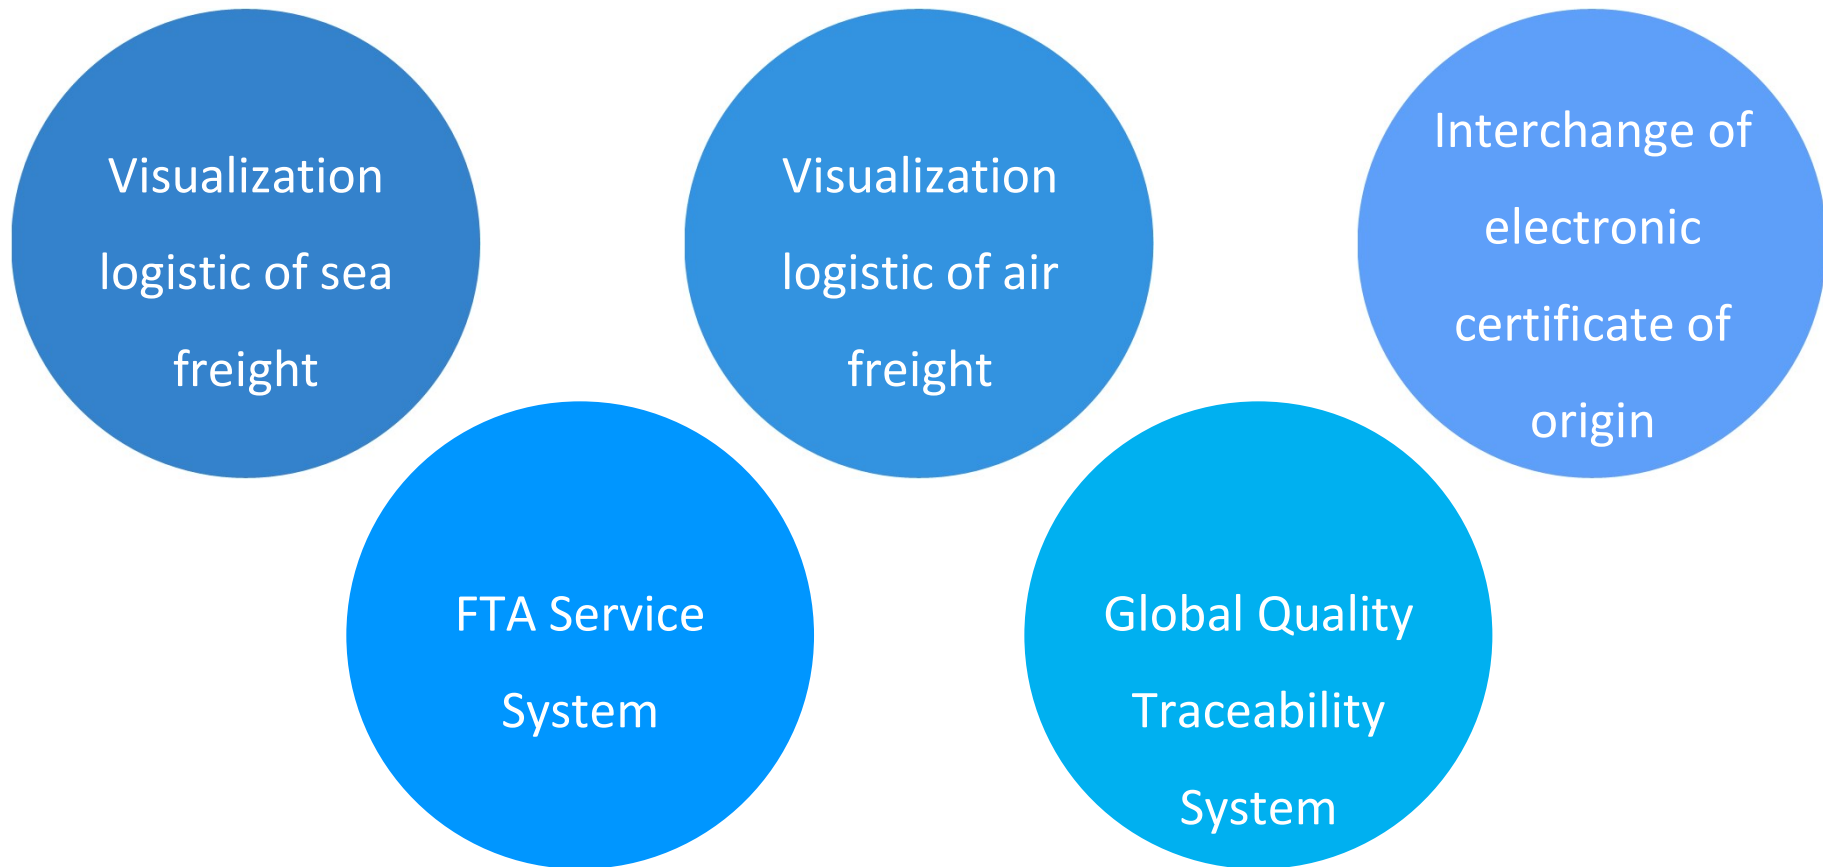 Visualization
logistic of sea
freight
Visualization
logistic of air
freight
Interchange of
electronic
certificate of
origin
FTA Service
System
Global Quality
Traceability
System